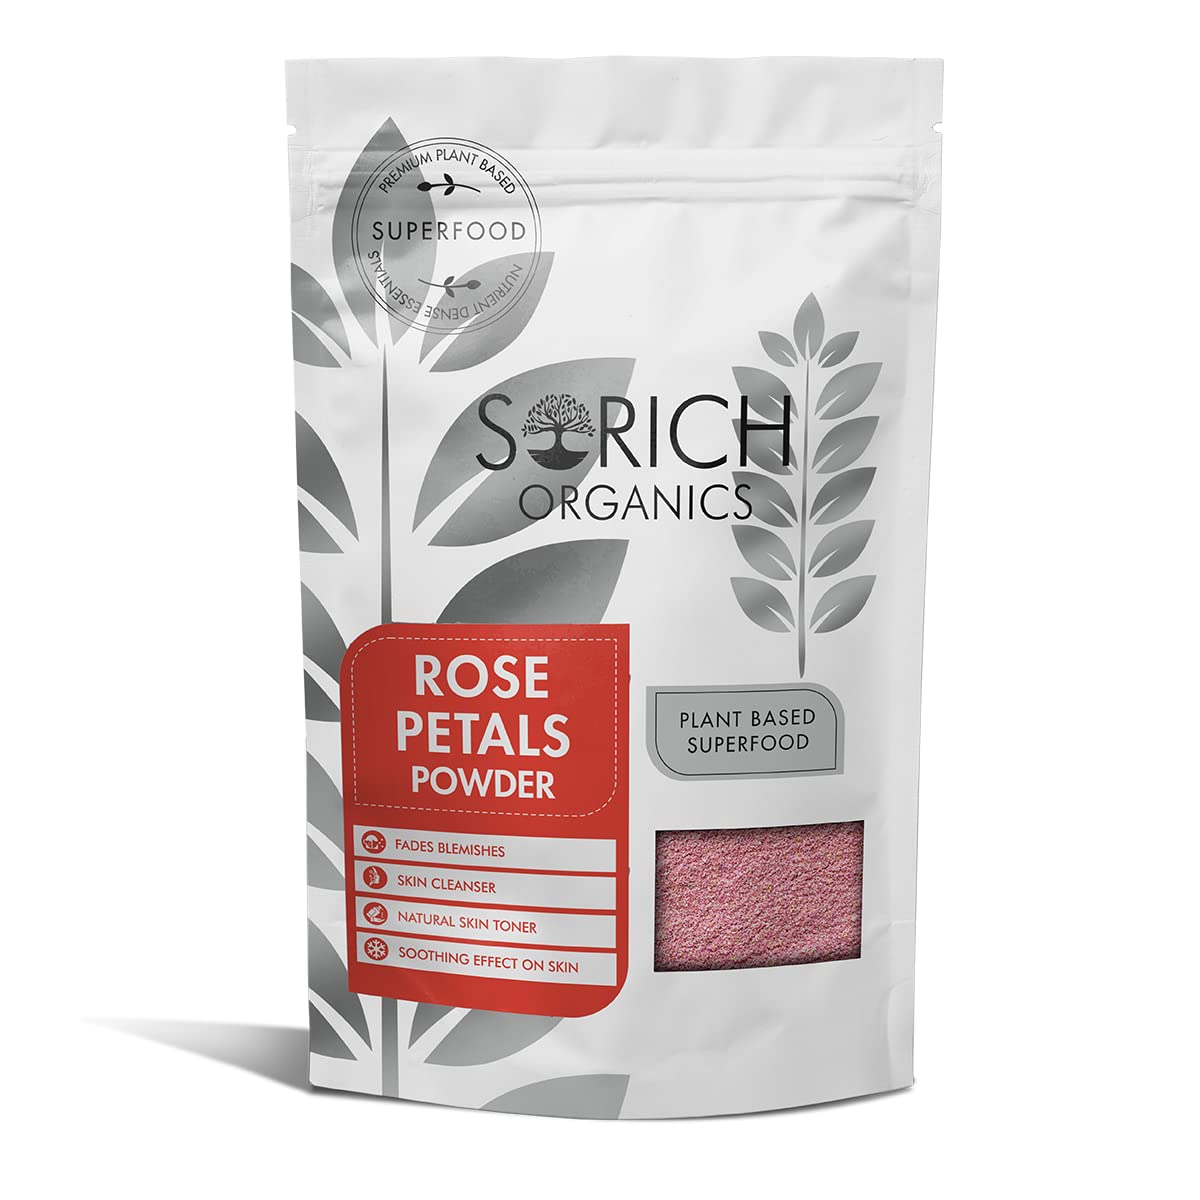 PREMIUM PLANT BASED
SUPERFOOD
NUTRIENT DENSE ESSENTIALS
SORICH
ORGANICS
ROSE
PETALS
POWDER
FADES BLEMISHES
SKIN CLEANSER
NATURAL SKIN TONER
SOOTHING EFFECT ON SKIN
PLANT BASED
SUPERFOOD